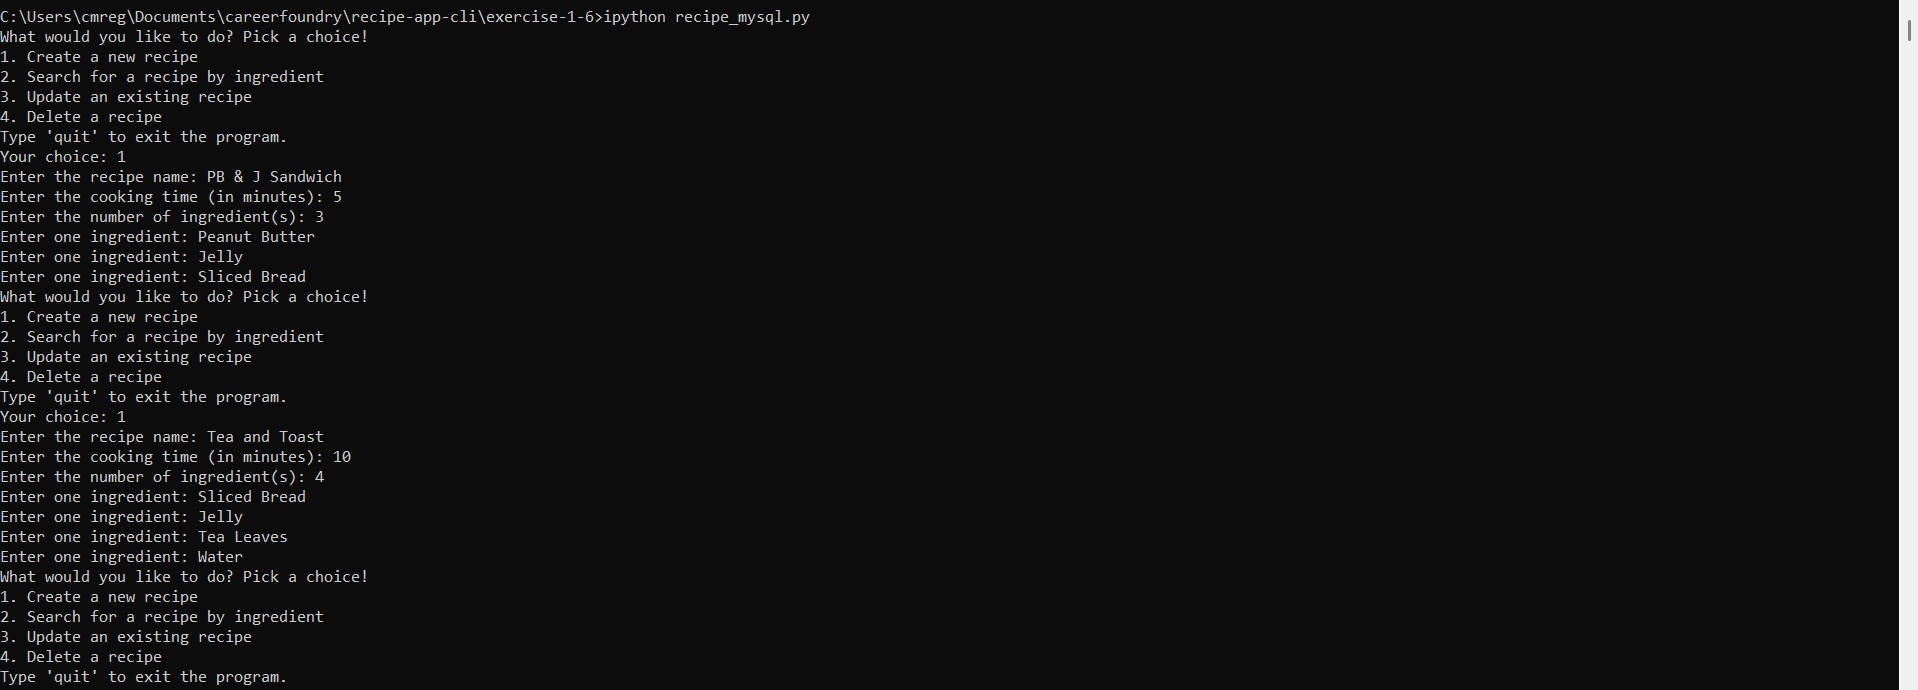 C:\Users\cmreg\Documents\careerfoundry\recipe-app-cli\exercise-1-6>ipython recipe_mysql.py
What would you like to do? Pick a choice!
1. Create a new recipe
2. Search for a recipe by ingredient
3. Update an existing recipe
4. Delete a recipe
Type 'quit' to exit the program.
Your choice: 1
Enter the recipe name: PB & J Sandwich
Enter the cooking time (in minutes): 5
Enter the number of ingredient(s): 3
Enter one ingredient: Peanut Butter
Enter one ingredient: Jelly
Enter one ingredient: Sliced Bread
What would you like to do? Pick a choice!
1. Create a new recipe
2. Search for a recipe by ingredient
3. Update an existing recipe
4. Delete a recipe
Type 'quit' to exit the program.
Your choice: 1
Enter the recipe name: Tea and Toast
Enter the cooking time (in minutes): 10
Enter the number of ingredient(s): 4
Enter one ingredient: Sliced Bread
Enter one ingredient: Jelly
Enter one ingredient: Tea Leaves
Enter one ingredient: Water
What would you like to do? Pick a choice!
1. Create a new recipe
2. Search for a recipe by ingredient
3. Update an existing recipe
4. Delete a recipe
Type 'quit' to exit the program.